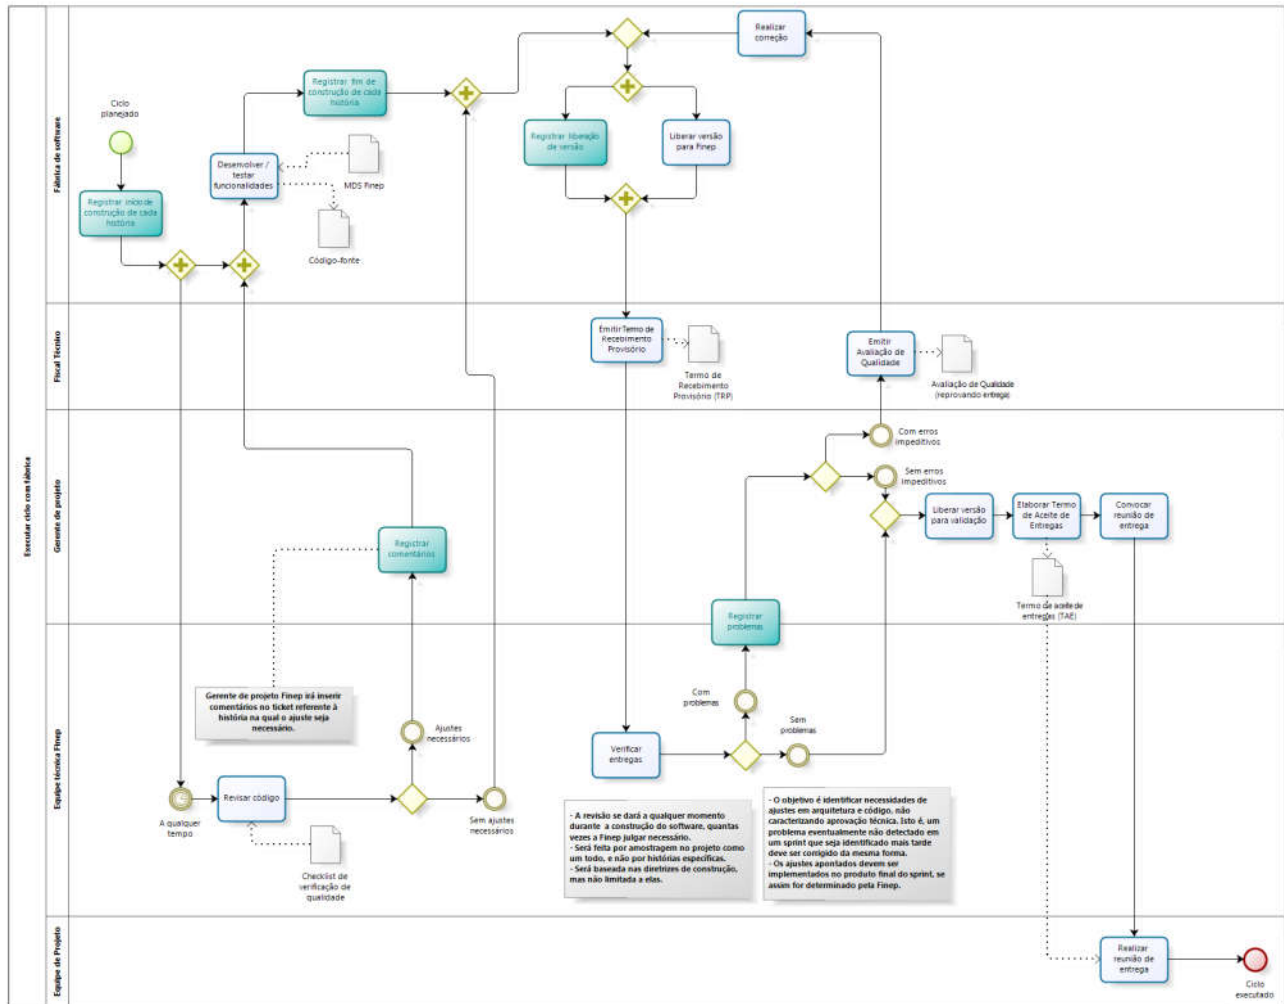 Executar ciclo com fábrica
Fábrica de software
Ciclo
planejado
Registrar início de
construção de cada
história
Desenvolver /
testar
funcionalidades
MDS Finep
Código-fonte
Registrar fim de
construção de cada
história
Realizar
correção
Registrar liberação
de versão
Liberar versão
para Finep
Fiscal Técnico
Emitir Termo de
Recebimento
Provisório
Termo de
Recebimento
Provisório (TRP)
Emitir
Avaliação de
Qualidade
Avaliação de Qualidade
(reprovando entrega)
Gerente de projeto
Com erros
impeditivos
Sem erros
impeditivos
Registrar
comentários
Liberar versão
para validação
Elaborar Termo
de Aceite de
Entregas
Convocar
reunião de
entrega
Termo de aceite de
entregas (TAE)
Registrar
problemas
Equipe técnica Finep
Gerente de projeto Finep irá inserir
comentários no ticket referente à
história na qual o ajuste seja
necessário.
Ajustes
necessários
Com
problemas
Sem
problemas
Verificar
entregas
A qualquer
tempo
Revisar código
Sem ajustes
necessários
Checklist de
verificação de
qualidade
- A revisão se dará a qualquer momento
durante a construção do software, quantas
vezes a Finep julgar necessário.
- Será feita por amostragem no projeto como
um todo, e não por histórias específicas.
- Será baseada nas diretrizes de construção,
mas não limitada a elas.
- O objetivo é identificar necessidades de
ajustes em arquitetura e código, não
caracterizando aprovação técnica. Isto é, um
problema eventualmente não detectado em
um sprint que seja identificado mais tarde
deve ser corrigido da mesma forma.
- Os ajustes apontados devem ser
implementados no produto final do sprint, se
assim for determinado pela Finep.
Equipe de Projeto
Realizar
reunião de
entrega
Ciclo
executado